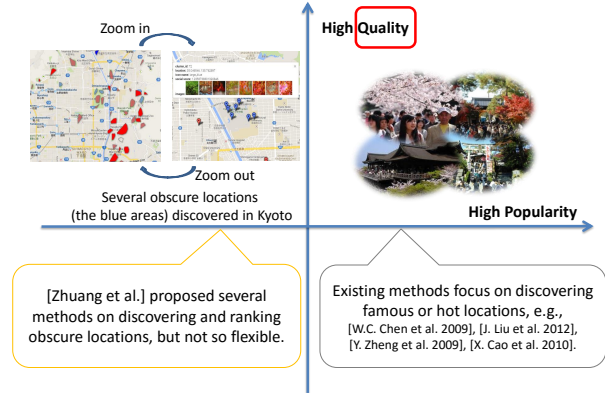 Zoom in
High Quality
Zoom out
Several obscure locations
(the blue areas) discovered in Kyoto
High Popularity
[Zhuang et al.] proposed several
methods on discovering and ranking
obscure locations, but not so flexible.
Existing methods focus on discovering
famous or hot locations, e.g.,
[W.C. Chen et al. 2009], [J. Liu et al. 2012],
[Y. Zheng et al. 2009], [X. Cao et al. 2010].